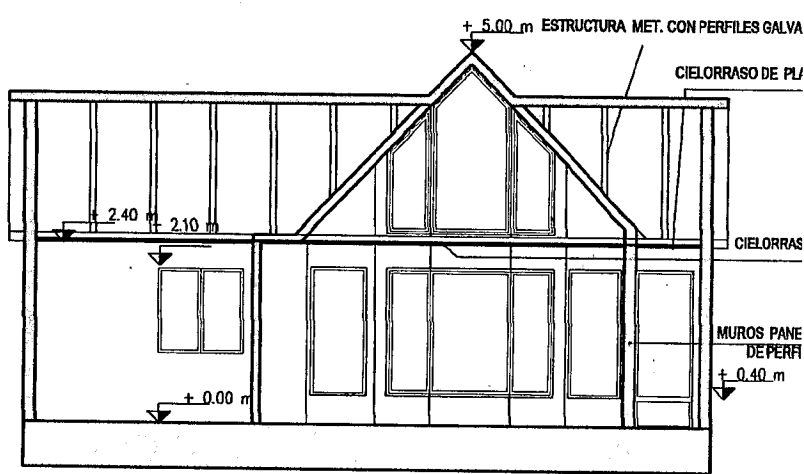 + 5.00 m
ESTRUCTURA MET. CON PERFILES GALVA
CIELORRASO DE PLA
+ 2.40 m
+ 2.10 m
CIELORRAS
MUROS PANE
DE PERFI
+ 0.40 m
+ 0.00 m